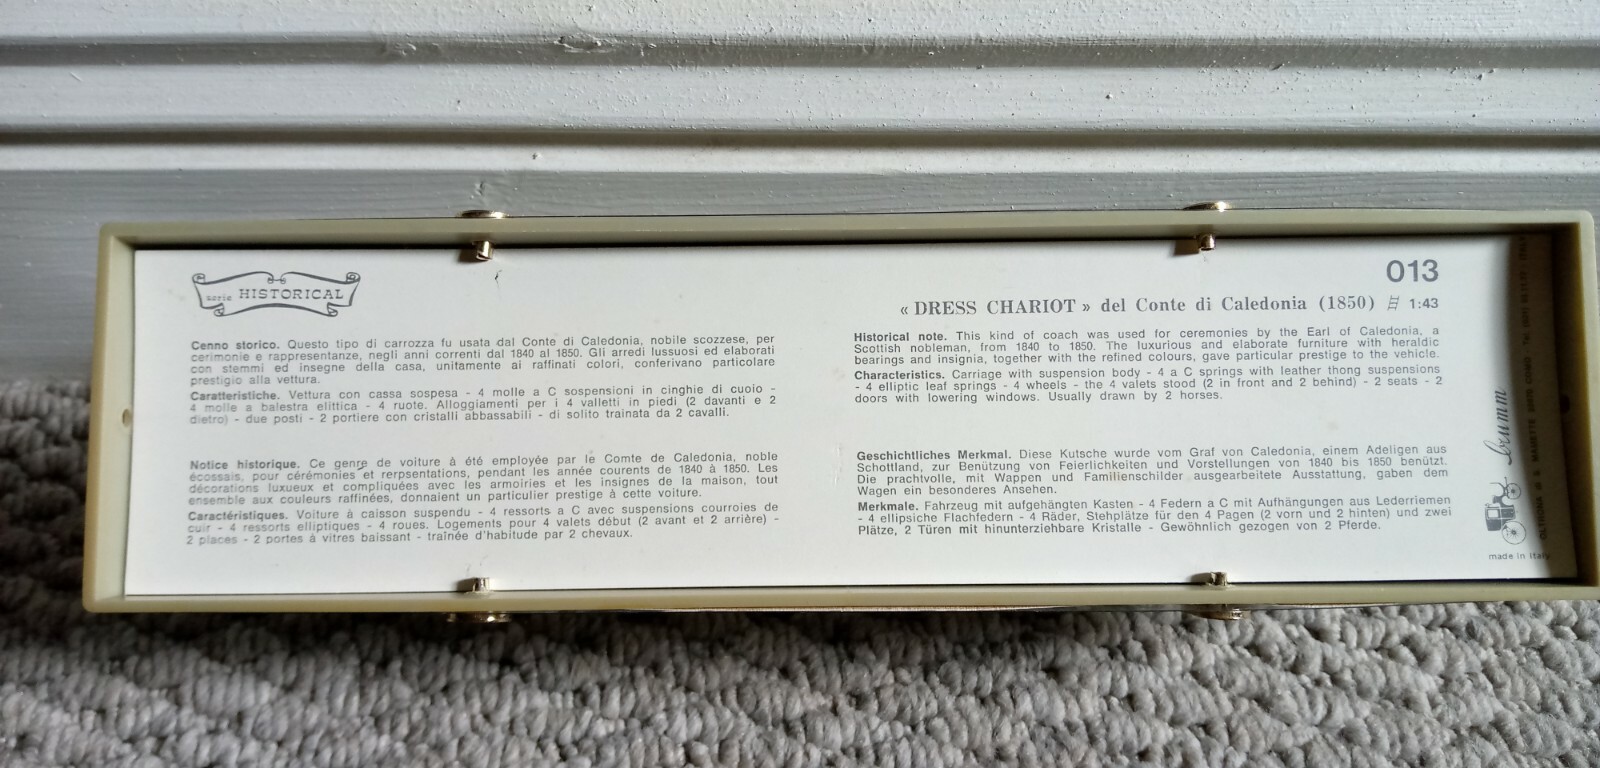 serie HISTORICAL
013
« DRESS CHARIOT » del Conte di Caledonia (1850) 1:43
Cenno storico. Questo tipo di carrozza fu usata dal Conte di Caledonia, nobile scozzese, per
cerimonie e rappresentanze, negli anni correnti dal 1840 al 1850. Gli arredi lussuosi ed elaborati
con stemmi ed insegne della casa, unitamente ai raffinati colori, conferivano particolare
prestigio alla vettura.
Caratteristiche. Vettura con cassa sospesa - 4 molle a C sospensioni in cinghie di cuoio -
4 molle a balestra elittica - 4 ruote. Alloggiamenti per i 4 valletti in piedi (2 davanti e 2
dietro) - due posti - 2 portiere con cristalli abbassabili - di solito trainata da 2 cavalli.
Historical note. This kind of coach was used for ceremonies by the Earl of Caledonia, a
Scottish nobleman, from 1840 to 1850. The luxurious and elaborate furniture with heraldic
bearings and insignia, together with the refined colours, gave particular prestige to the vehicle.
Characteristics. Carriage with suspension body - 4 a C springs with leather thong suspensions
- 4 elliptic leaf springs - 4 wheels - the 4 valets stood (2 in front and 2 behind) - 2 seats - 2
doors with lowering windows. Usually drawn by 2 horses.
Notice historique. Ce genre de voiture à été employée par le Comte de Caledonia, noble
écossais, pour cérémonies et rerpsentations, pendant les année courents de 1840 à 1850. Les
décorations luxueux et compliquées avec les armoiries et les insignes de la maison, tout
ensemble aux couleurs raffinées, donnaient un particulier prestige à cette voiture.
Caractéristiques. Voiture à caisson suspendu - 4 ressorts a C avec suspensions courroies de
cuir - 4 ressorts elliptiques - 4 roues. Logements pour 4 valets début (2 avant et 2 arrière) -
2 places - 2 portes à vitres baissant - traînée d'habitude par 2 chevaux.
Geschichtliches Merkmal. Diese Kutsche wurde vom Graf von Caledonia, einem Adeligen aus
Schottland, zur Benützung von Feierlichkeiten und Vorstellungen von 1840 bis 1850 benützt.
Die prachtvolle, mit Wappen und Familienschilder ausgearbeitete Ausstattung, gaben dem
Wagen ein besonderes Ansehen.
Merkmale. Fahrzeug mit aufgehängten Kasten - 4 Federn a C mit Aufhängungen aus Lederriemen
- 4 ellipsiche Flachfedern - 4 Räder, Stehplätze für den 4 Pagen (2 vorn und 2 hinten) und zwei
Plätze, 2 Türen mit hinunterziehbare Kristalle - Gewöhnlich gezogen von 2 Pferde.
brumm
made in Italy
OLTRONA di S. MAMETTE